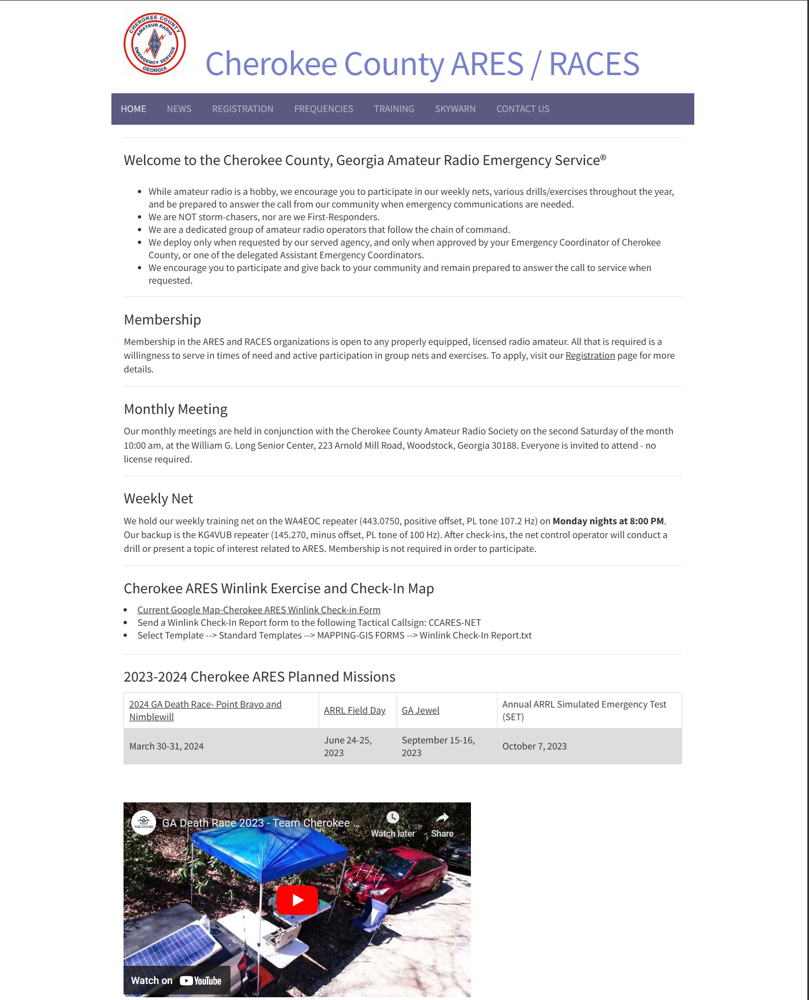 CHEROKEE COUNTY
AMATEUR RADIO
EMERGENCY SERVICE
GEORGIA
Cherokee County ARES / RACES
HOME NEWS REGISTRATION FREQUENCIES TRAINING SKYWARN CONTACT US
Welcome to the Cherokee County, Georgia Amateur Radio Emergency Service®
• While amateur radio is a hobby, we encourage you to participate in our weekly nets, various drills/exercises throughout the year,
and be prepared to answer the call from our community when emergency communications are needed.
• We are NOT storm-chasers, nor are we First-Responders.
• We are a dedicated group of amateur radio operators that follow the chain of command.
• We deploy only when requested by our served agency, and only when approved by your Emergency Coordinator of Cherokee
County, or one of the delegated Assistant Emergency Coordinators.
• We encourage you to participate and give back to your community and remain prepared to answer the call to service when
requested.
Membership
Membership in the ARES and RACES organizations is open to any properly equipped, licensed radio amateur. All that is required is a
willingness to serve in times of need and active participation in group nets and exercises. To apply, visit our Registration page for more
details.
Monthly Meeting
Our monthly meetings are held in conjunction with the Cherokee County Amateur Radio Society on the second Saturday of the month
10:00 am, at the William G. Long Senior Center, 223 Arnold Mill Road, Woodstock, Georgia 30188. Everyone is invited to attend - no
license required.
Weekly Net
We hold our weekly training net on the WA4EOC repeater (443.0750, positive offset, PL tone 107.2 Hz) on Monday nights at 8:00 PM.
Our backup is the KG4VUB repeater (145.270, minus offset, PL tone of 100 Hz). After check-ins, the net control operator will conduct a
drill or present a topic of interest related to ARES. Membership is not required in order to participate.
Cherokee ARES Winlink Exercise and Check-In Map
• Current Google Map-Cherokee ARES Winlink Check-in Form
• Send a Winlink Check-In Report form to the following Tactical Callsign: CCARES-NET
• Select Template --> Standard Templates --> MAPPING-GIS FORMS --> Winlink Check-In Report.txt
2023-2024 Cherokee ARES Planned Missions
2024 GA Death Race- Point Bravo and
Nimblewill
ARRL Field Day
GA Jewel
Annual ARRL Simulated Emergency Test
(SET)
March 30-31, 2024
June 24-25,
2023
September 15-16,
2023
October 7, 2023
RDB DRONES
GA Death Race 2023 - Team Cherokee ...
Watch later
Share
Watch on YouTube